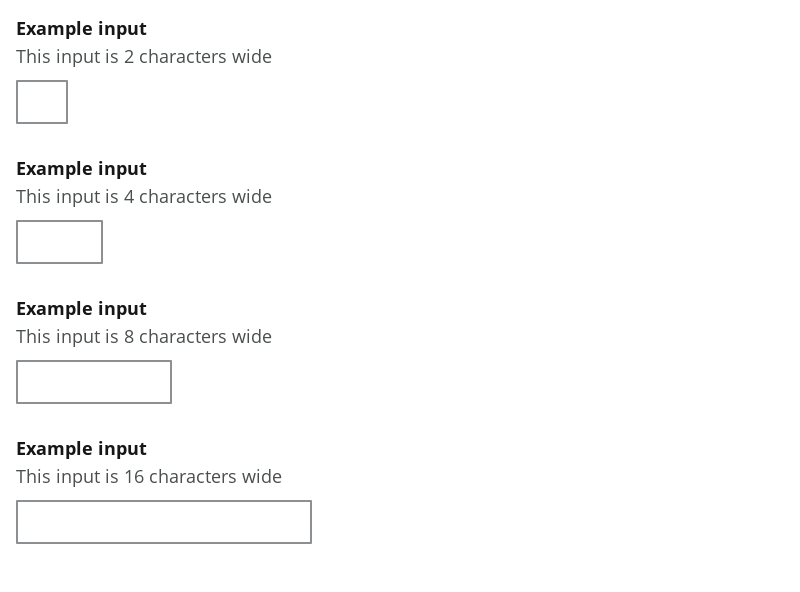 Example input
This input is 2 characters wide
Example input
This input is 4 characters wide
Example input
This input is 8 characters wide
Example input
This input is 16 characters wide